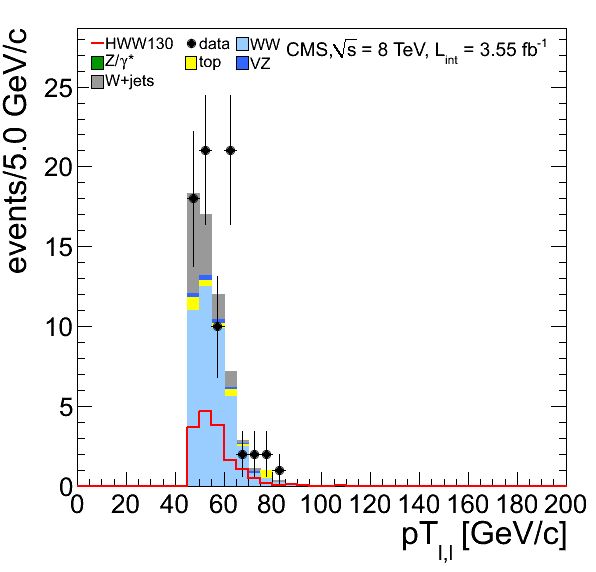 HWW130 data WW CMS,√s = 8 TeV, L_int = 3.55 fb⁻¹
Z/γ* top VZ
W+jets
events/5.0 GeV/c
25
20
15
10
5
0
0 20 40 60 80 100 120 140 160 180 200
pT_l,l [GeV/c]